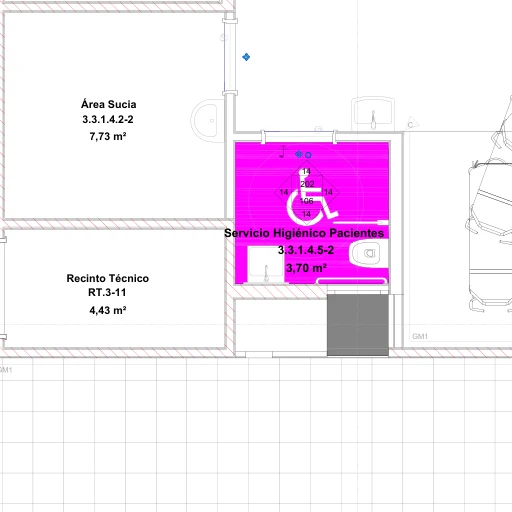 Área Sucia
3.3.1.4.2-2
7,73 m²
14
202
14
14
106
14
Servicio Higiénico Pacientes
3.3.1.4.5-2
3,70 m²
Recinto Técnico
RT.3-11
4,43 m²
GM1
GM1